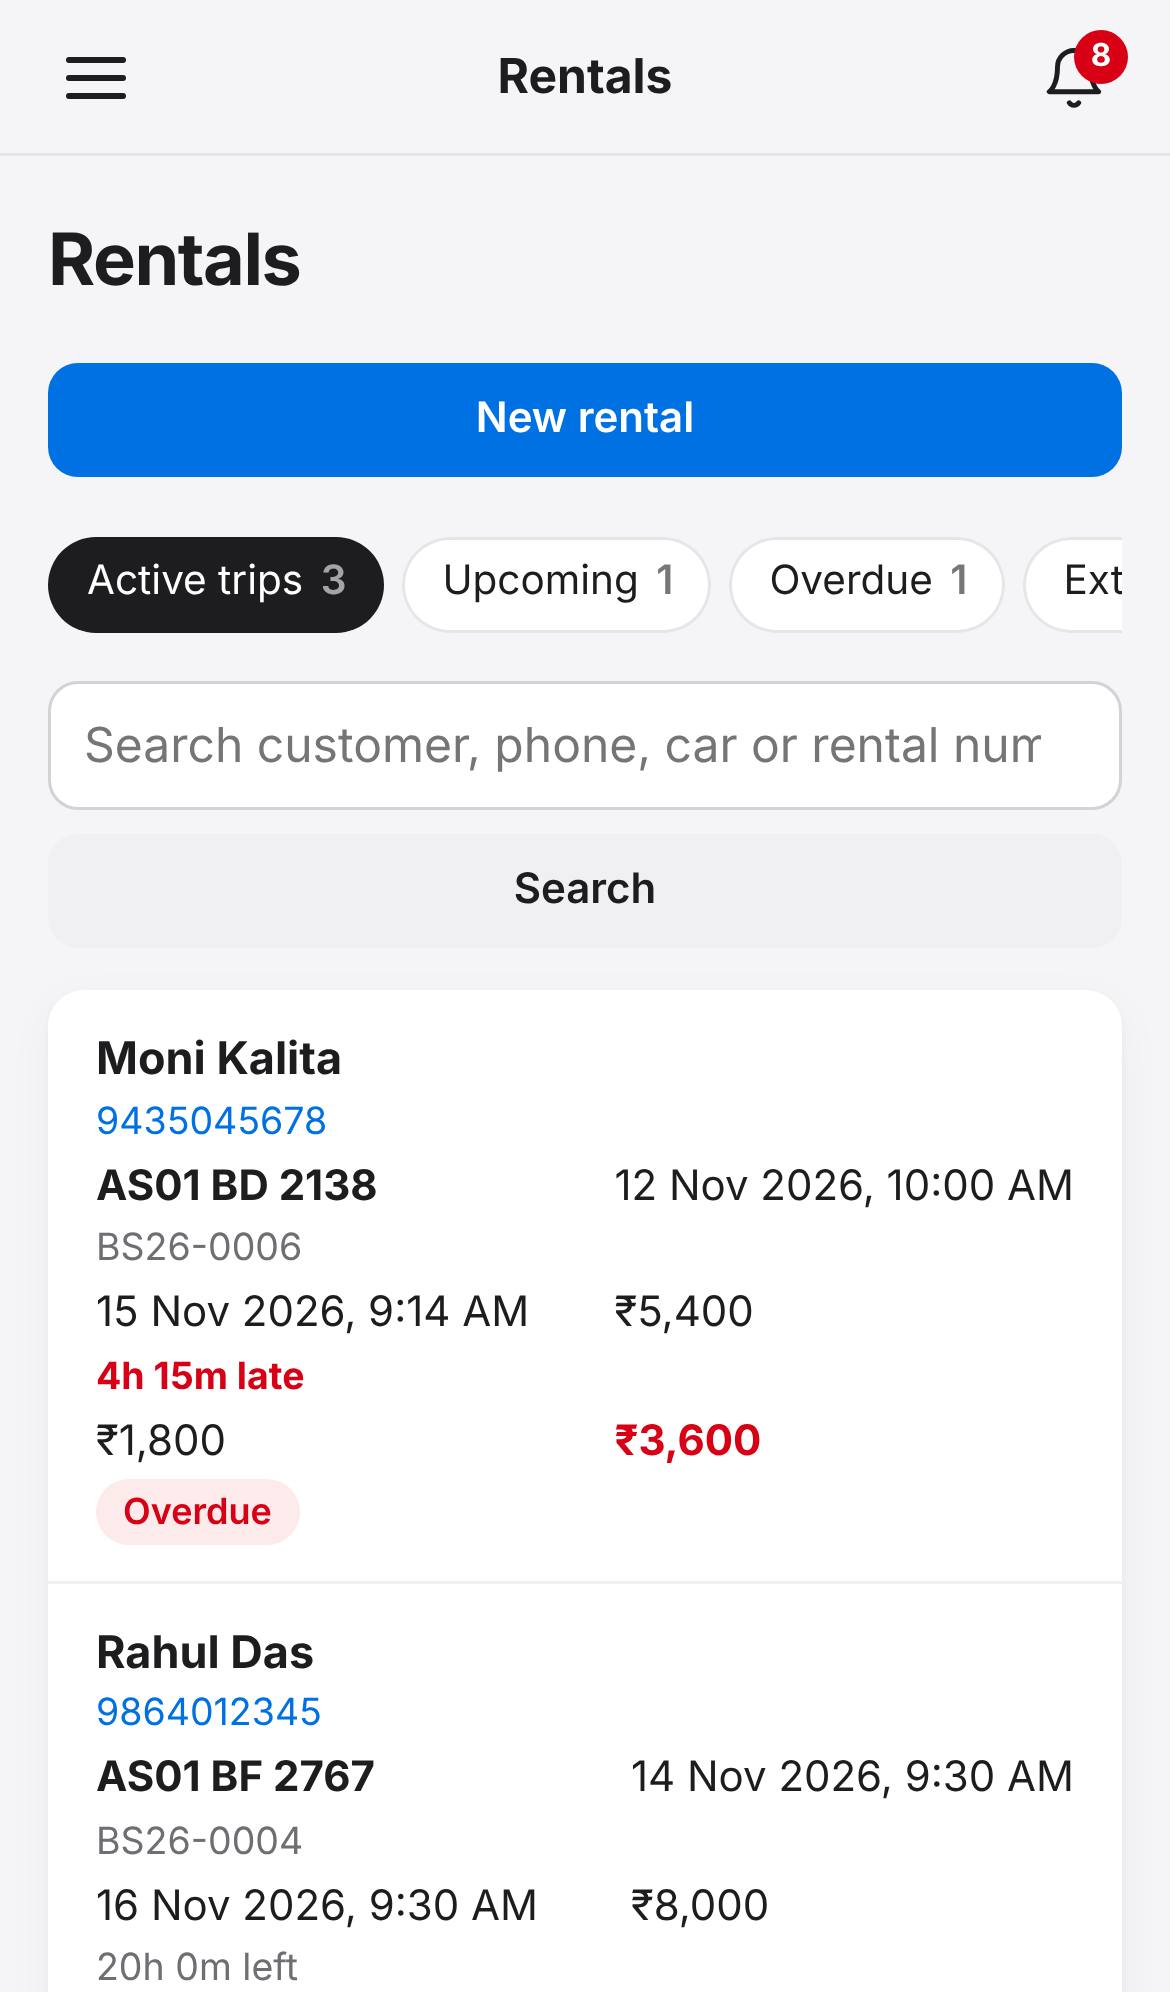 Rentals
8
Rentals
New rental
Active trips 3
Upcoming 1
Overdue 1
Ext
Search customer, phone, car or rental num
Search
Moni Kalita
9435045678
AS01 BD 2138
12 Nov 2026, 10:00 AM
BS26-0006
15 Nov 2026, 9:14 AM
₹5,400
4h 15m late
₹1,800
₹3,600
Overdue
Rahul Das
9864012345
AS01 BF 2767
14 Nov 2026, 9:30 AM
BS26-0004
16 Nov 2026, 9:30 AM
₹8,000
20h 0m left